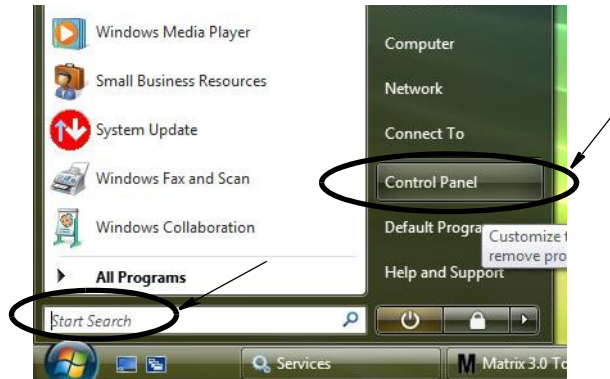 Windows Media Player
Small Business Resources
System Update
Windows Fax and Scan
Windows Collaboration
All Programs
Start Search
Computer
Network
Connect To
Control Panel
Default Progra
Customize t
remove pro
Help and Support
Services
M Matrix 3.0 To